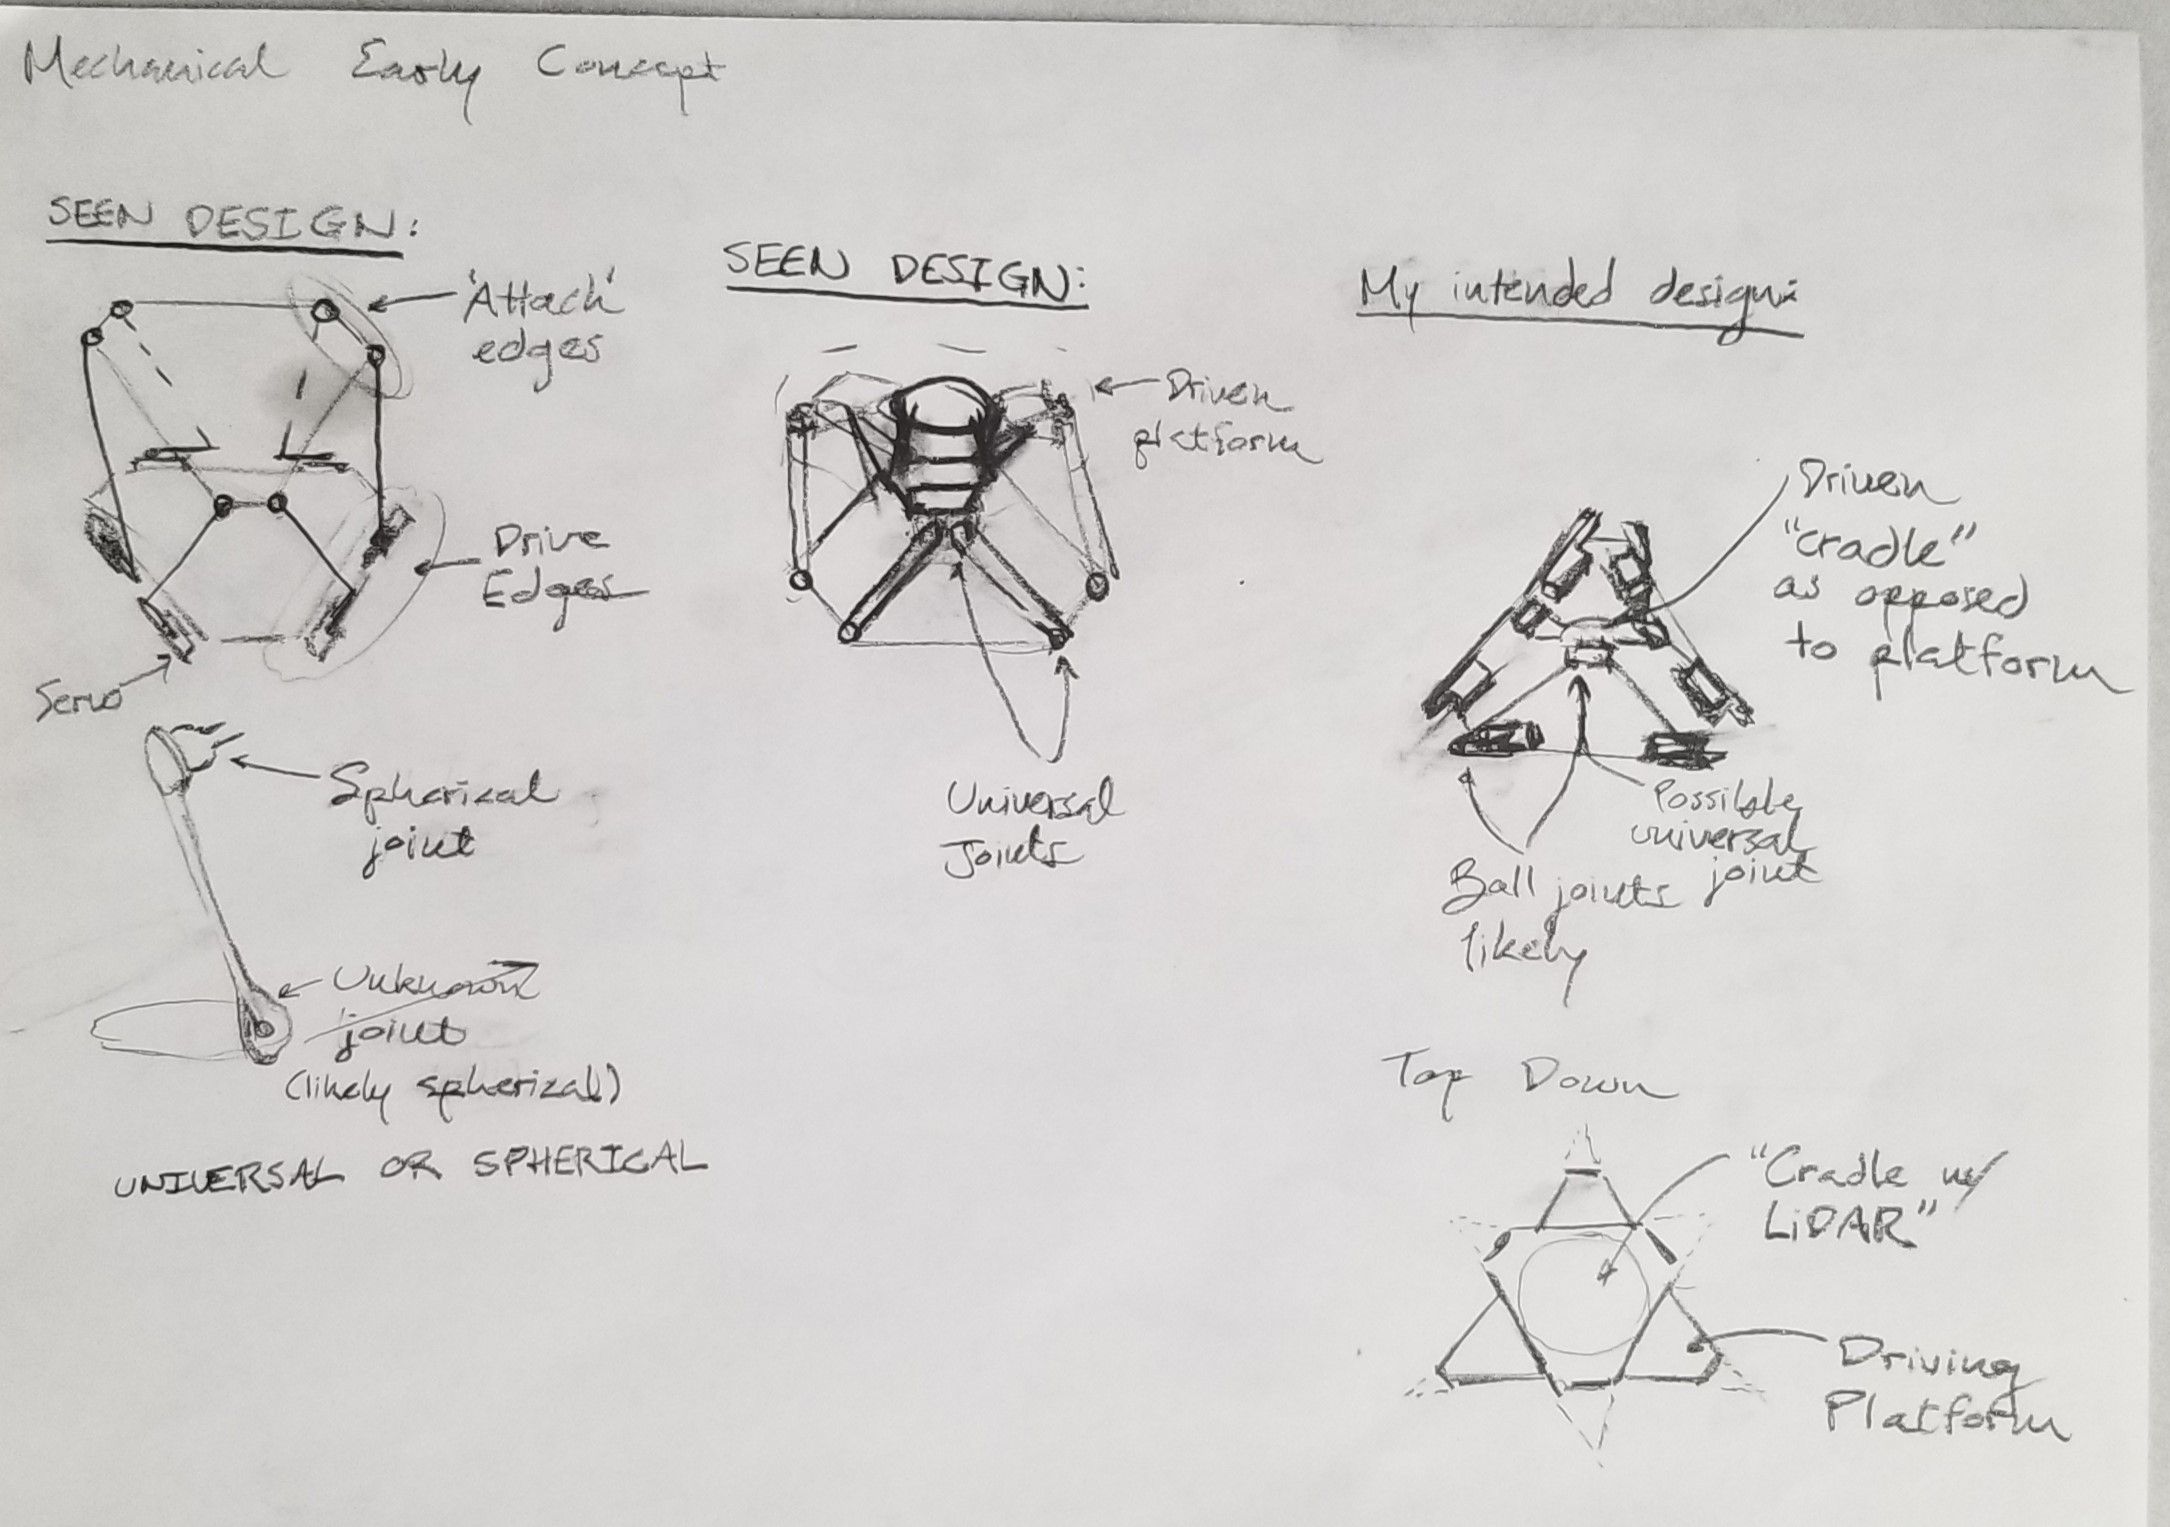 Mechanical Early Concept
SEEN DESIGN:
'Attach'
edges
Drive
Edges
Servo
Spherical
joint
Unknown
joint
(likely spherical)
UNIVERSAL OR SPHERICAL
SEEN DESIGN:
Driven
platform
Universal
Joints
My intended design:
Driven
"cradle"
as opposed
to platform
Possibly
universal
joint
Ball joints
likely
Top Down
"Cradle w/
LiDAR"
Driving
Platform